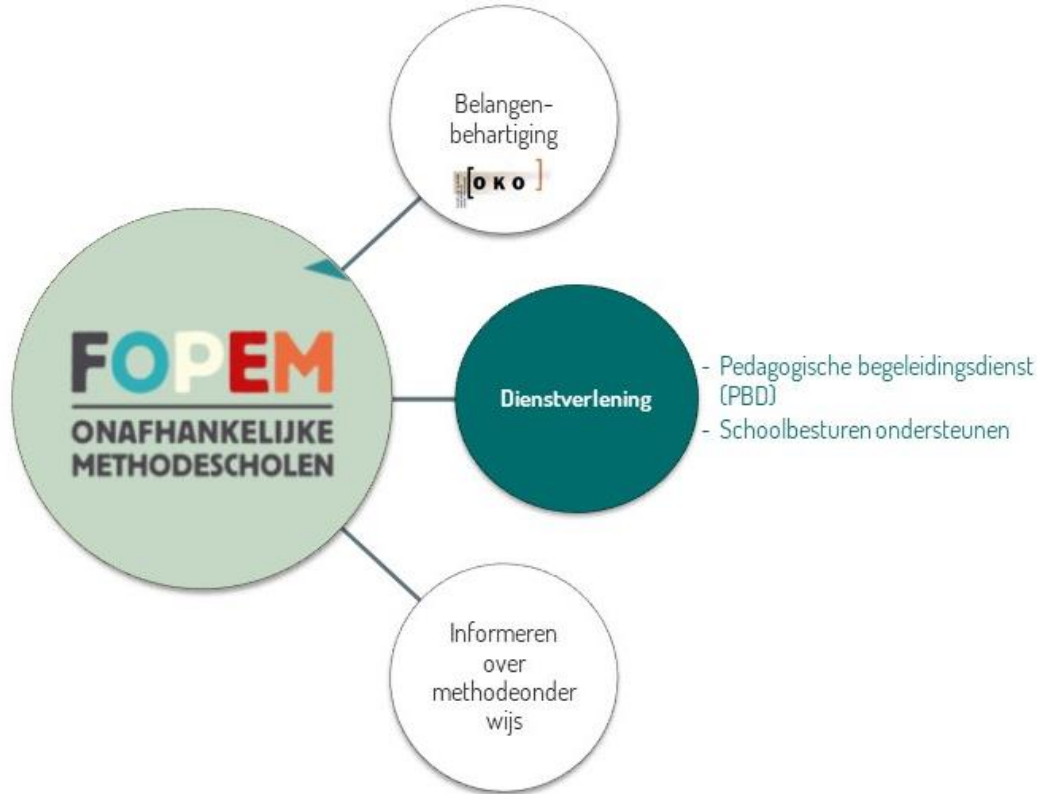 Belangen-
behartiging
[OKO]
FOPEM
ONAFHANKELIJKE
METHODESCHOLEN
Dienstverlening
- Pedagogische begeleidingsdienst
(PBD)
- Schoolbesturen ondersteunen
Informeren
over
methodeonder
wijs